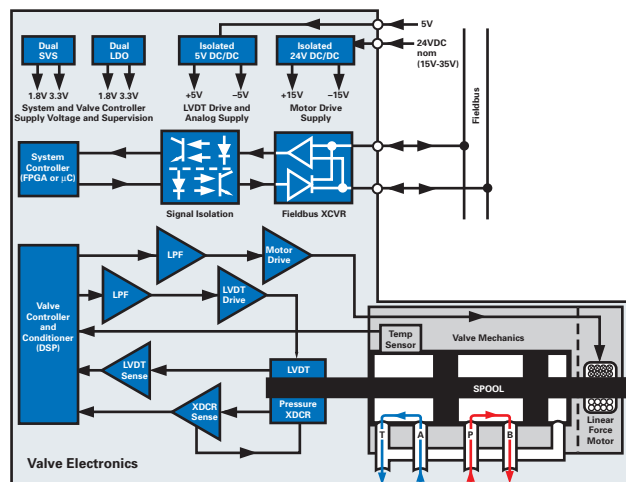 Dual
SVS
Dual
LDO
Isolated
5V DC/DC
Isolated
24V DC/DC
5V
24VDC
nom
(15V-35V)
1.8V 3.3V
1.8V 3.3V
+5V
–5V
+15V
–15V
System and Valve Controller
Supply Voltage and Supervision
LVDT Drive and
Analog Supply
Motor Drive
Supply
Fieldbus
System
Controller
(FPGA or µC)
Signal Isolation
Fieldbus XCVR
LPF
Motor
Drive
LPF
LVDT
Drive
Valve
Controller
and
Conditioner
(DSP)
Temp
Sensor
Valve Mechanics
LVDT
Sense
LVDT
SPOOL
XDCR
Sense
Pressure
XDCR
Linear
Force
Motor
T
A
P
B
Valve Electronics